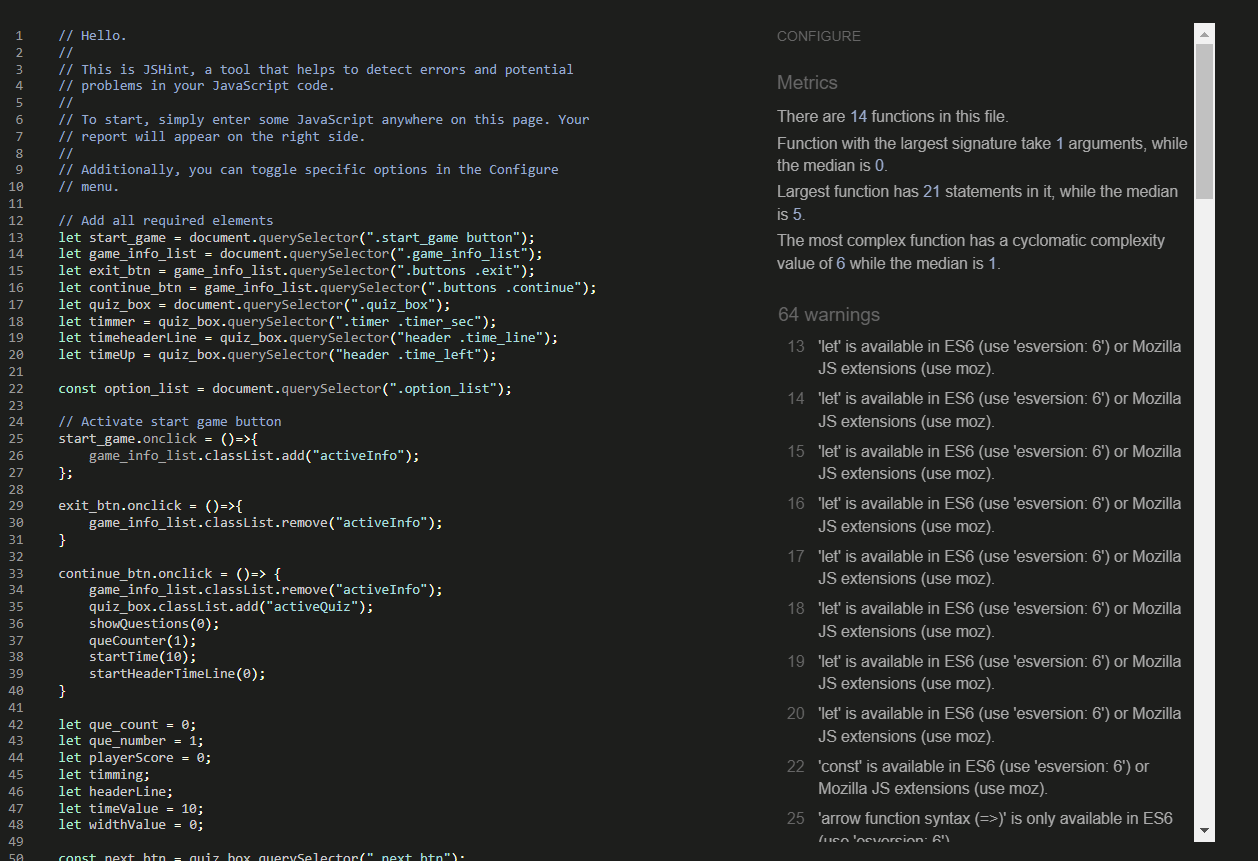 1 // Hello.
2 //
3 // This is JSHint, a tool that helps to detect errors and potential
4 // problems in your JavaScript code.
5 //
6 // To start, simply enter some JavaScript anywhere on this page. Your
7 // report will appear on the right side.
8 //
9 // Additionally, you can toggle specific options in the Configure
10 // menu.
11
12 // Add all required elements
13 let start_game = document.querySelector(".start_game button");
14 let game_info_list = document.querySelector(".game_info_list");
15 let exit_btn = game_info_list.querySelector(".buttons .exit");
16 let continue_btn = game_info_list.querySelector(".buttons .continue");
17 let quiz_box = document.querySelector(".quiz_box");
18 let timmer = quiz_box.querySelector(".timer .timer_sec");
19 let timeheaderLine = quiz_box.querySelector("header .time_line");
20 let timeUp = quiz_box.querySelector("header .time_left");
21
22 const option_list = document.querySelector(".option_list");
23
24 // Activate start game button
25 start_game.onclick = ()=>{
26 game_info_list.classList.add("activeInfo");
27 };
28
29 exit_btn.onclick = ()=>{
30 game_info_list.classList.remove("activeInfo");
31 }
32
33 continue_btn.onclick = ()=> {
34 game_info_list.classList.remove("activeInfo");
35 quiz_box.classList.add("activeQuiz");
36 showQuestions(0);
37 queCounter(1);
38 startTime(10);
39 startHeaderTimeLine(0);
40 }
41
42 let que_count = 0;
43 let que_number = 1;
44 let playerScore = 0;
45 let timming;
46 let headerLine;
47 let timeValue = 10;
48 let widthValue = 0;
49
50 const next_btn = quiz_box.querySelector(".next_btn");
CONFIGURE
Metrics
There are 14 functions in this file.
Function with the largest signature take 1 arguments, while
the median is 0.
Largest function has 21 statements in it, while the median
is 5.
The most complex function has a cyclomatic complexity
value of 6 while the median is 1.
64 warnings
13 'let' is available in ES6 (use 'esversion: 6') or Mozilla
JS extensions (use moz).
14 'let' is available in ES6 (use 'esversion: 6') or Mozilla
JS extensions (use moz).
15 'let' is available in ES6 (use 'esversion: 6') or Mozilla
JS extensions (use moz).
16 'let' is available in ES6 (use 'esversion: 6') or Mozilla
JS extensions (use moz).
17 'let' is available in ES6 (use 'esversion: 6') or Mozilla
JS extensions (use moz).
18 'let' is available in ES6 (use 'esversion: 6') or Mozilla
JS extensions (use moz).
19 'let' is available in ES6 (use 'esversion: 6') or Mozilla
JS extensions (use moz).
20 'let' is available in ES6 (use 'esversion: 6') or Mozilla
JS extensions (use moz).
22 'const' is available in ES6 (use 'esversion: 6') or
Mozilla JS extensions (use moz).
25 'arrow function syntax (=>)' is only available in ES6
(use 'esversion: 6').